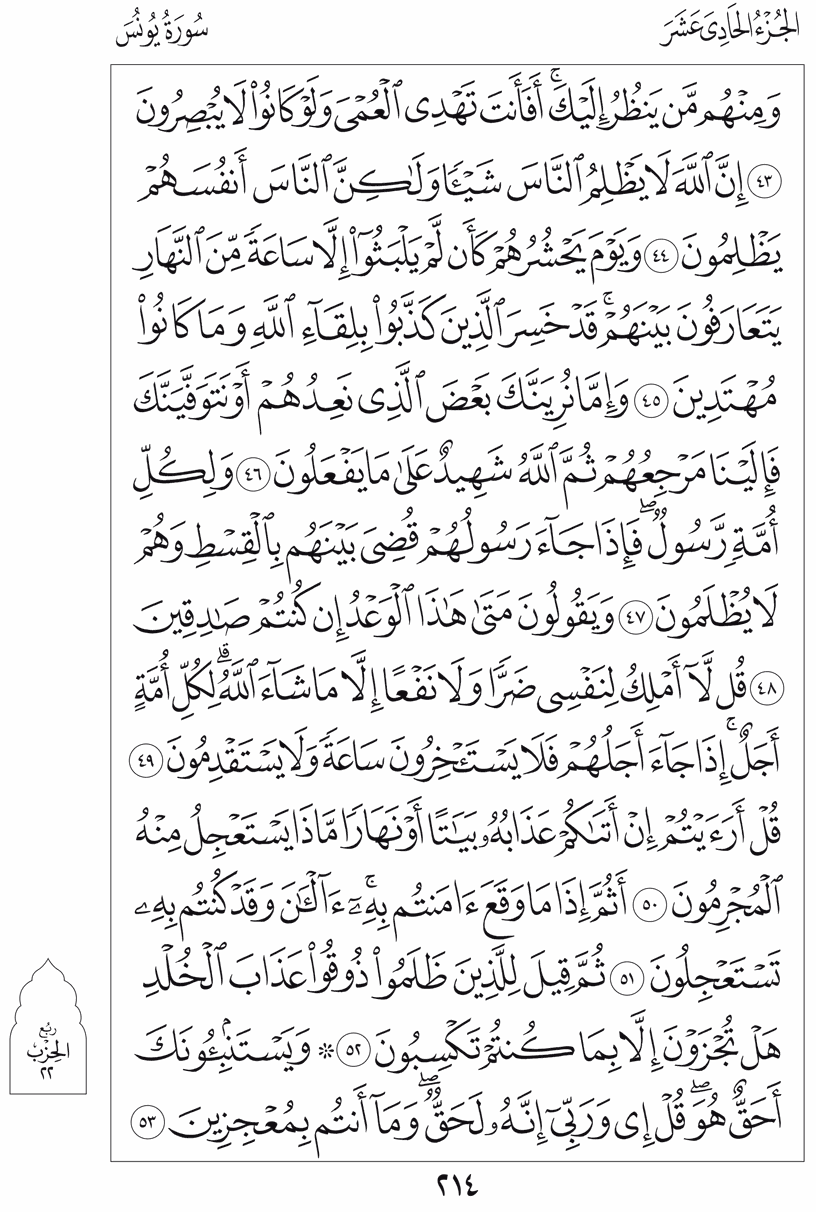 الجُزْءُ الحَادِى عَشَرَ
سُورَةُ يُونُسَ
وَمِنْهُم مَّن يَنظُرُ إِلَيْكَۚ أَفَأَنتَ تَهْدِى ٱلْعُمْىَ وَلَوْ كَانُوا۟ لَا يُبْصِرُونَ
٤٣ إِنَّ ٱللَّهَ لَا يَظْلِمُ ٱلنَّاسَ شَيْـًٔا وَلَـٰكِنَّ ٱلنَّاسَ أَنفُسَهُمْ
يَظْلِمُونَ ٤٤ وَيَوْمَ يَحْشُرُهُمْ كَأَن لَّمْ يَلْبَثُوٓا۟ إِلَّا سَاعَةً مِّنَ ٱلنَّهَارِ
يَتَعَارَفُونَ بَيْنَهُمْۚ قَدْ خَسِرَ ٱلَّذِينَ كَذَّبُوا۟ بِلِقَآءِ ٱللَّهِ وَمَا كَانُوا۟
مُهْتَدِينَ ٤٥ وَإِمَّا نُرِيَنَّكَ بَعْضَ ٱلَّذِى نَعِدُهُمْ أَوْ نَتَوَفَّيَنَّكَ
فَإِلَيْنَا مَرْجِعُهُمْ ثُمَّ ٱللَّهُ شَهِيدٌ عَلَىٰ مَا يَفْعَلُونَ ٤٦ وَلِكُلِّ
أُمَّةٍ رَّسُولٌۖ فَإِذَا جَآءَ رَسُولُهُمْ قُضِىَ بَيْنَهُم بِٱلْقِسْطِ وَهُمْ
لَا يُظْلَمُونَ ٤٧ وَيَقُولُونَ مَتَىٰ هَـٰذَا ٱلْوَعْدُ إِن كُنتُمْ صَـٰدِقِينَ
٤٨ قُل لَّآ أَمْلِكُ لِنَفْسِى ضَرًّا وَلَا نَفْعًا إِلَّا مَا شَآءَ ٱللَّهُۗ لِكُلِّ أُمَّةٍ
أَجَلٌۚ إِذَا جَآءَ أَجَلُهُمْ فَلَا يَسْتَـْٔخِرُونَ سَاعَةً وَلَا يَسْتَقْدِمُونَ ٤٩
قُلْ أَرَءَيْتُمْ إِنْ أَتَىٰكُمْ عَذَابُهُۥ بَيَـٰتًا أَوْ نَهَارًا مَّاذَا يَسْتَعْجِلُ مِنْهُ
ٱلْمُجْرِمُونَ ٥٠ أَثُمَّ إِذَا مَا وَقَعَ ءَامَنتُم بِهِۦٓۚ ءَآلْـَٔـٰنَ وَقَدْ كُنتُم بِهِۦ
تَسْتَعْجِلُونَ ٥١ ثُمَّ قِيلَ لِلَّذِينَ ظَلَمُوا۟ ذُوقُوا۟ عَذَابَ ٱلْخُلْدِ
هَلْ تُجْزَوْنَ إِلَّا بِمَا كُنتُمْ تَكْسِبُونَ ٥٢ * وَيَسْتَنۢبِـُٔونَكَ
أَحَقٌّ هُوَۖ قُلْ إِى وَرَبِّىٓ إِنَّهُۥ لَحَقٌّۖ وَمَآ أَنتُم بِمُعْجِزِينَ ٥٣
رُبُع
الحِزْب
٢٢
٢١٤